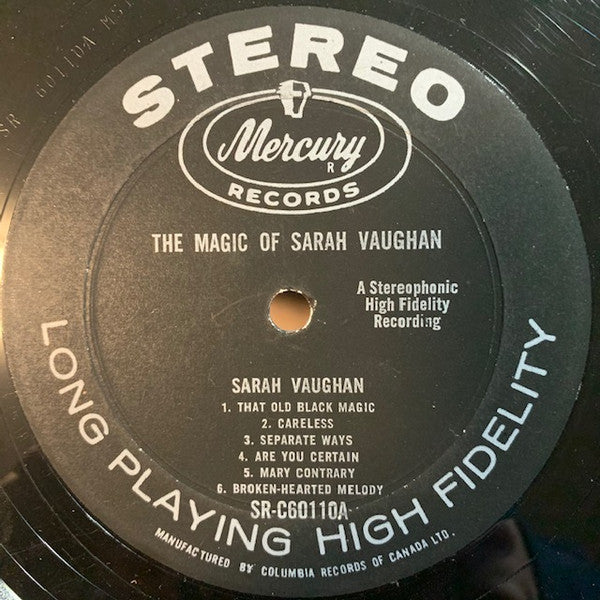 SR 60110A
STEREO
Mercury
R
RECORDS
THE MAGIC OF SARAH VAUGHAN
A Stereophonic
High Fidelity
Recording
SARAH VAUGHAN
1. THAT OLD BLACK MAGIC
2. CARELESS
3. SEPARATE WAYS
4. ARE YOU CERTAIN
5. MARY CONTRARY
6. BROKEN-HEARTED MELODY
SR-C60110A
LONG PLAYING HIGH FIDELITY
MANUFACTURED BY COLUMBIA RECORDS OF CANADA LTD.